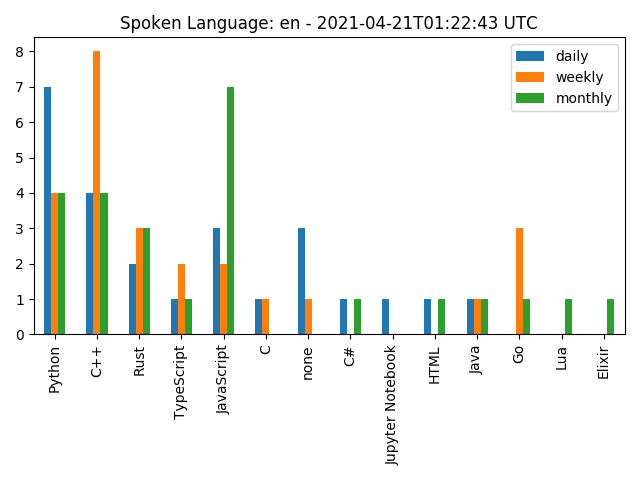 Spoken Language: en - 2021-04-21T01:22:43 UTC
daily
weekly
monthly
8
7
6
5
4
3
2
1
0
Python
C++
Rust
TypeScript
JavaScript
C
none
C#
Jupyter Notebook
HTML
Java
Go
Lua
Elixir